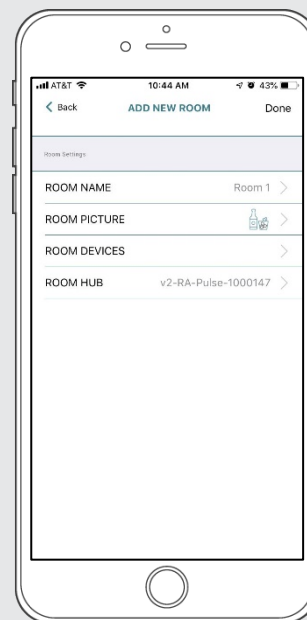 AT&T 10:44 AM 43%
Back ADD NEW ROOM Done
Room Settings
ROOM NAME Room 1
ROOM PICTURE
ROOM DEVICES
ROOM HUB v2-RA-Pulse-1000147